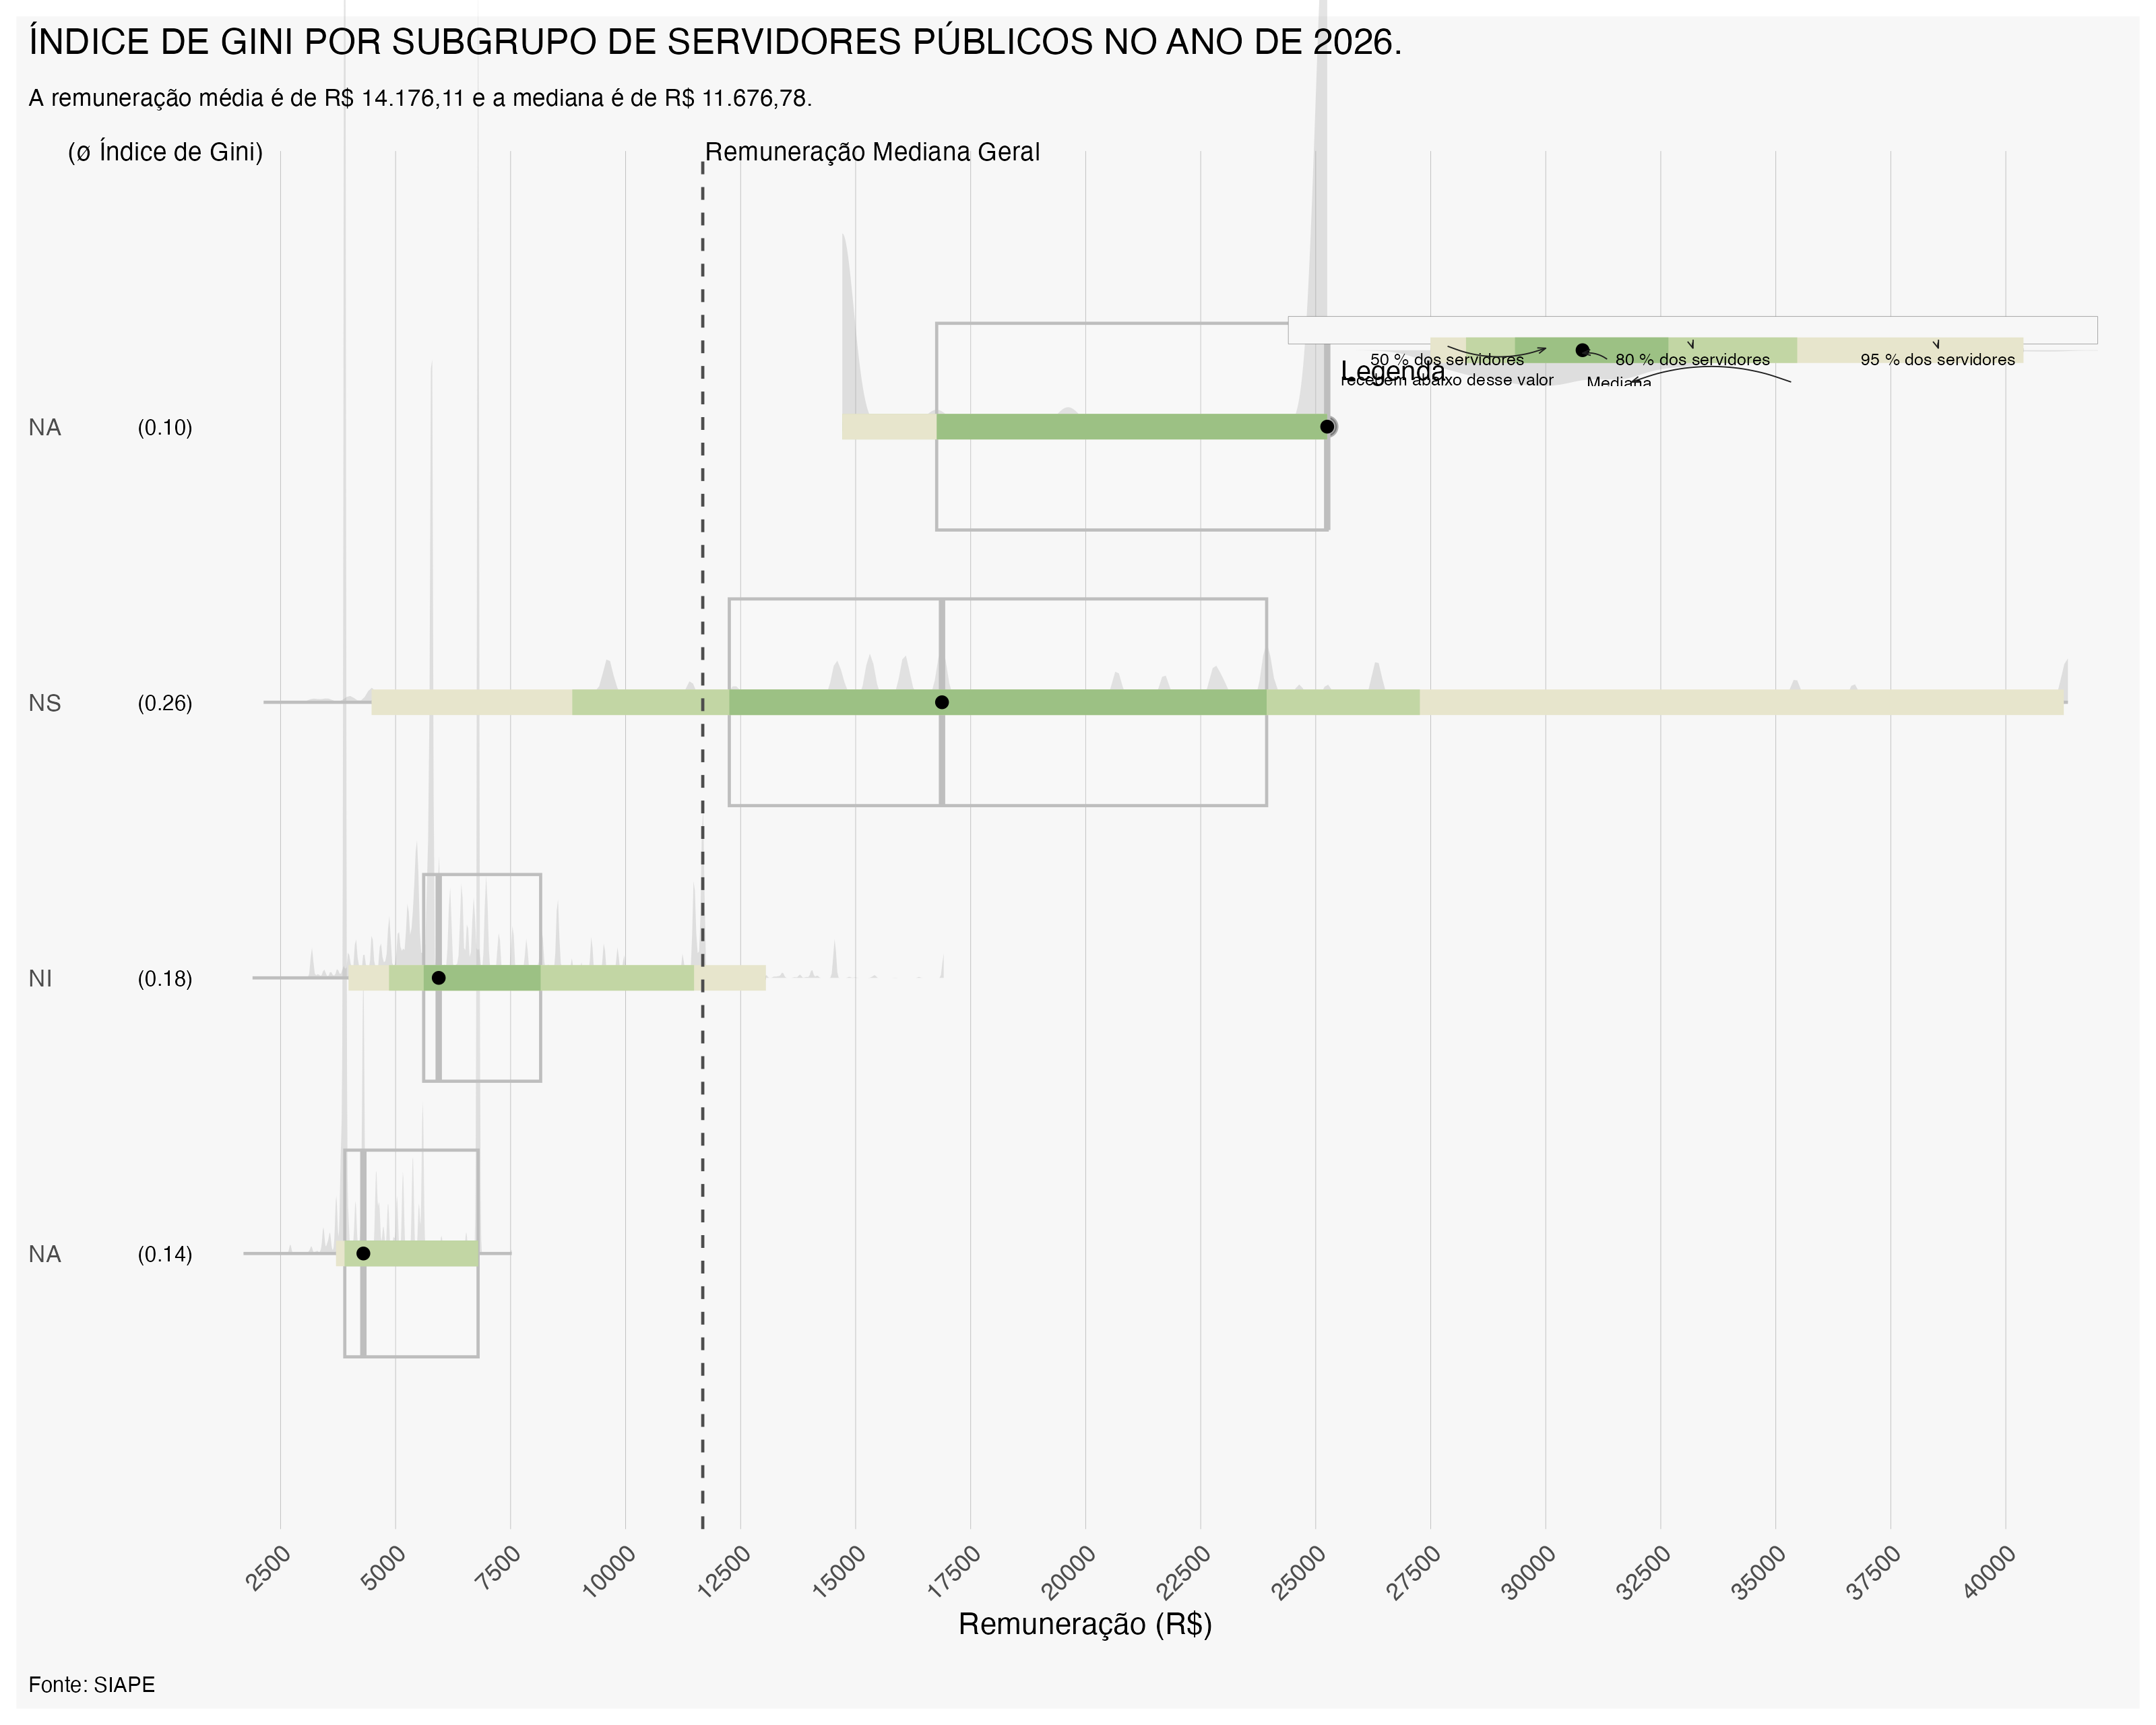 ÍNDICE DE GINI POR SUBGRUPO DE SERVIDORES PÚBLICOS NO ANO DE 2026.
A remuneração média é de R$ 14.176,11 e a mediana é de R$ 11.676,78.
(ø Índice de Gini)
Remuneração Mediana Geral
50 % dos servidores
80 % dos servidores
95 % dos servidores
Legenda
recebem abaixo desse valor
Mediana
NA (0.10)
NS (0.26)
NI (0.18)
NA (0.14)
2500 5000 7500 10000 12500 15000 17500 20000 22500 25000 27500 30000 32500 35000 37500 40000
Remuneração (R$)
Fonte: SIAPE